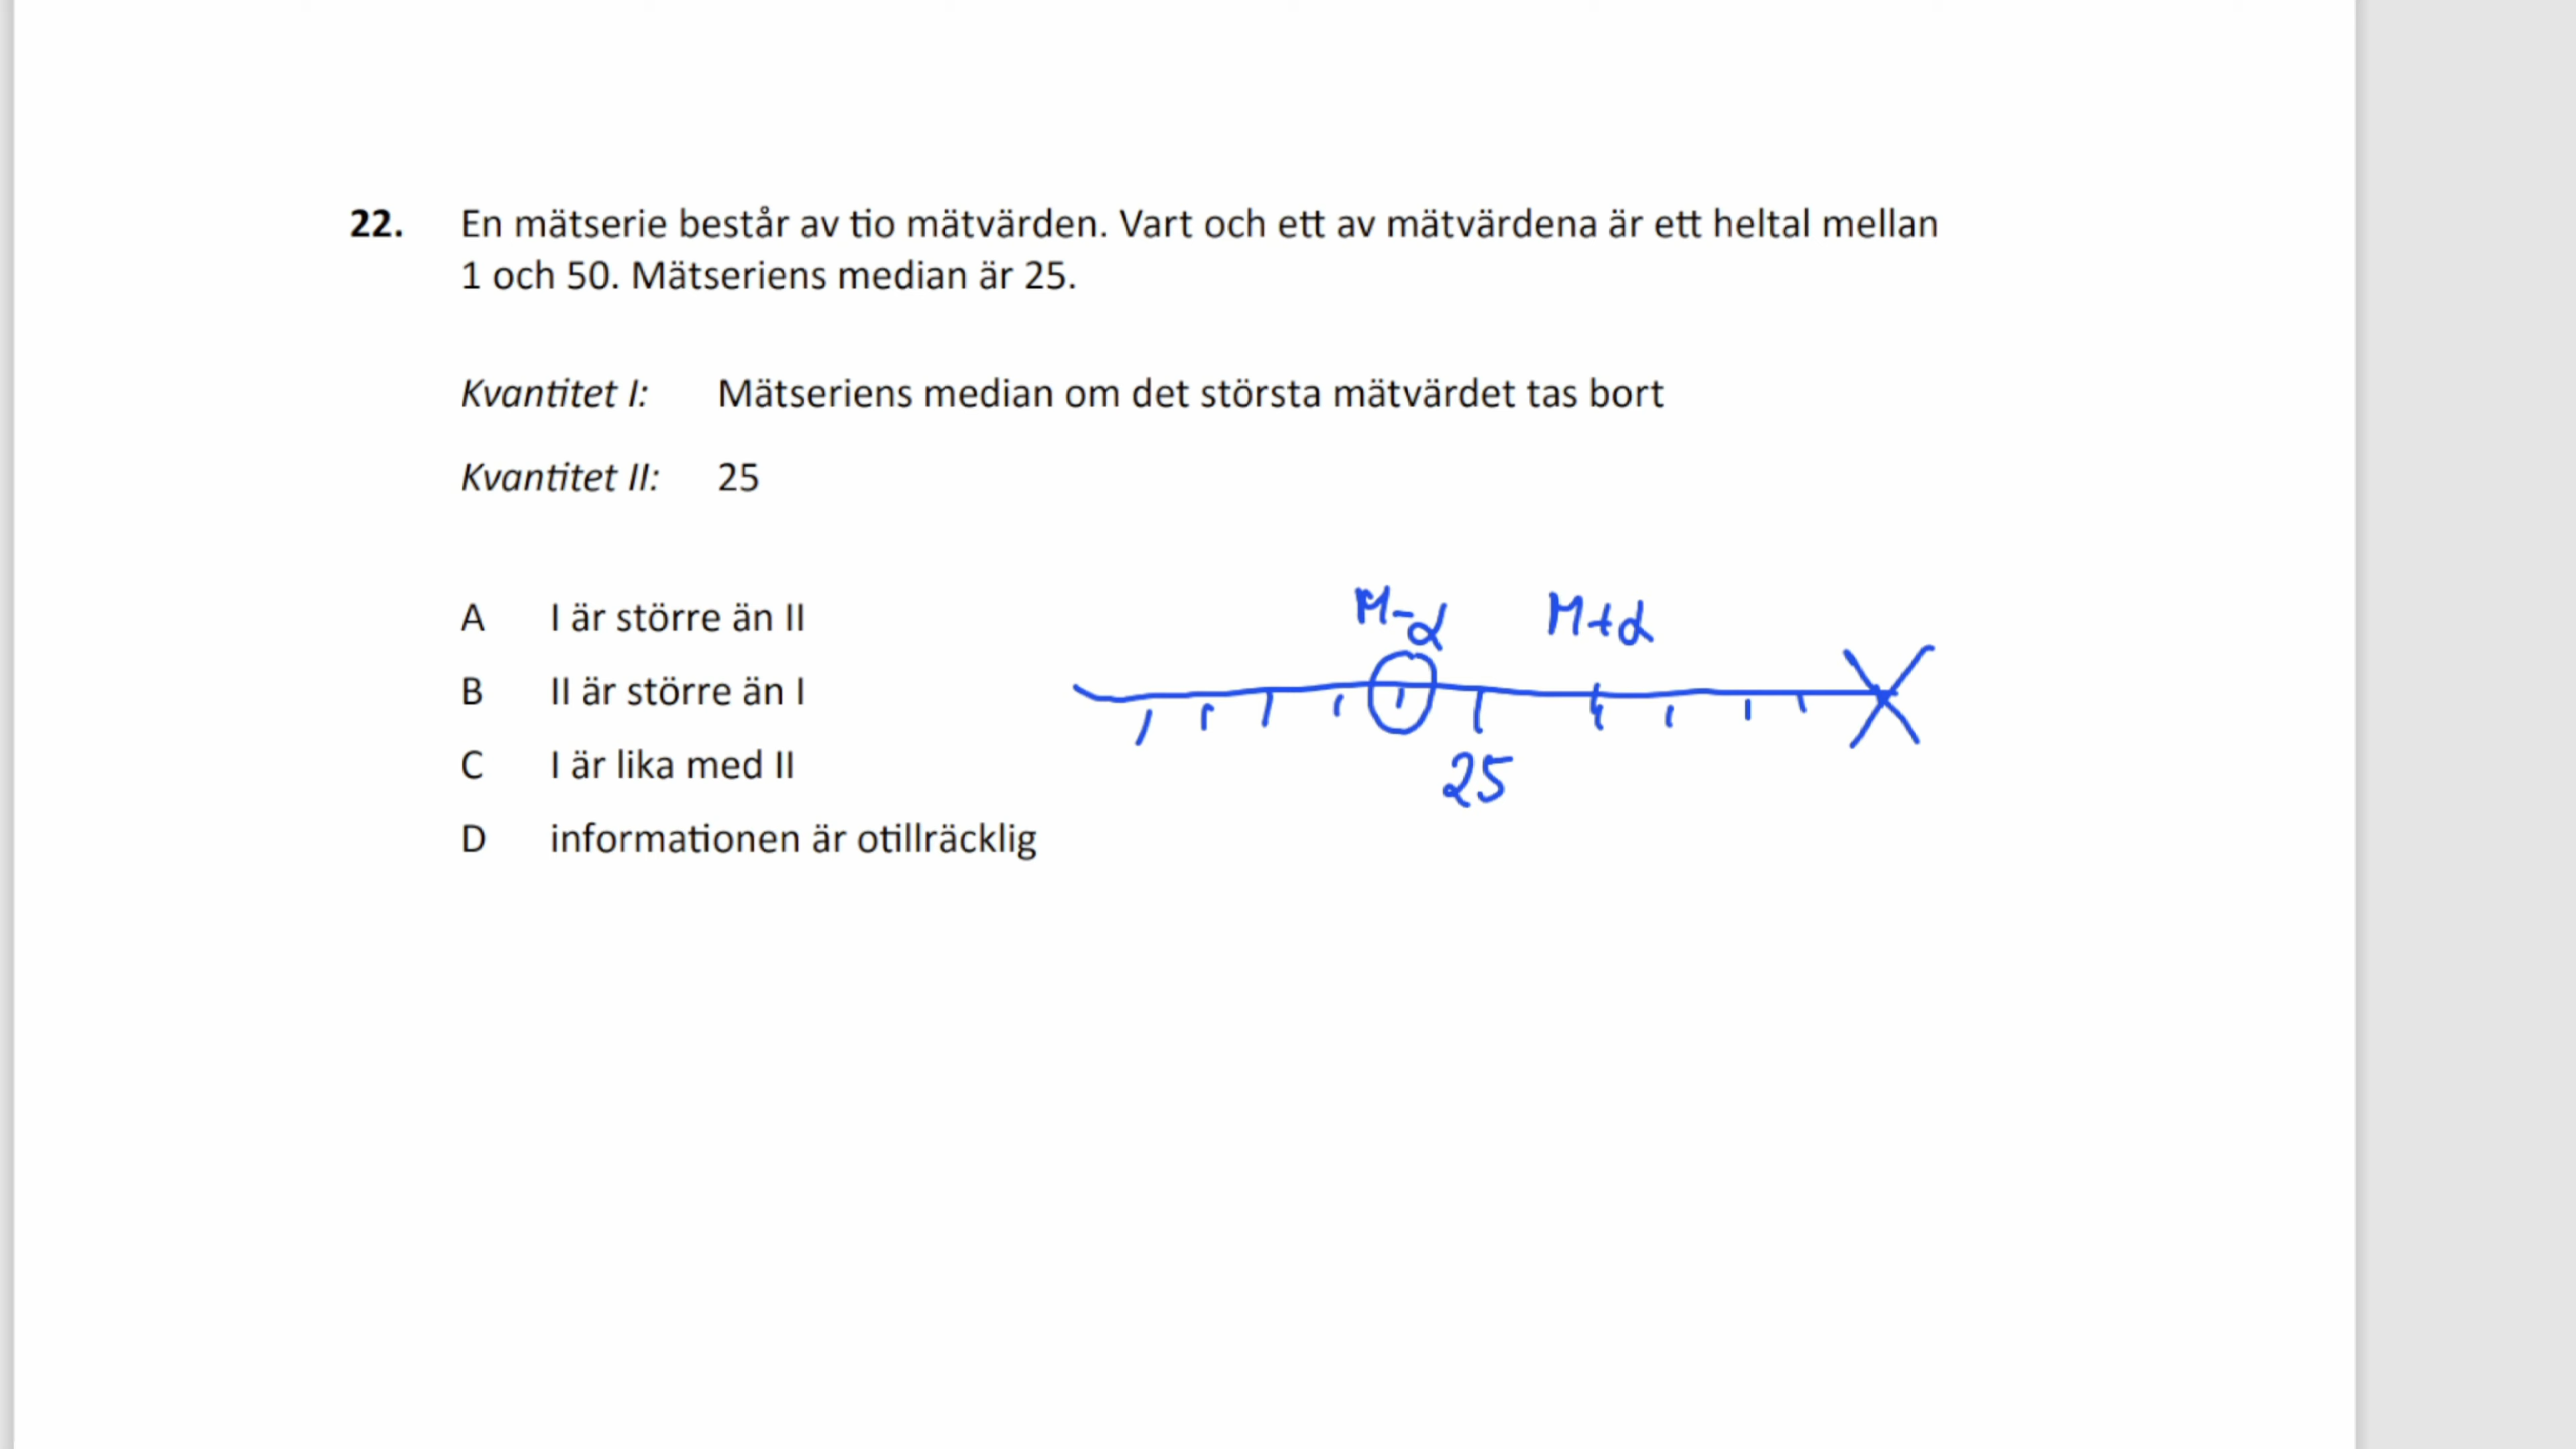 22. En mätserie består av tio mätvärden. Vart och ett av mätvärdena är ett heltal mellan
1 och 50. Mätseriens median är 25.
Kvantitet I: Mätseriens median om det största mätvärdet tas bort
Kvantitet II: 25
A I är större än II
B II är större än I
C I är lika med II
D informationen är otillräcklig
M-α M+α
25